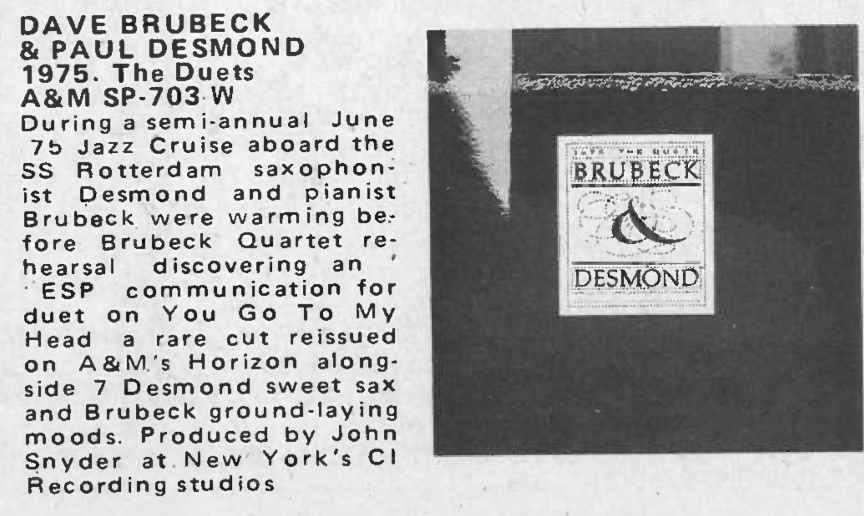 DAVE BRUBECK
& PAUL DESMOND
1975. The Duets
A&M SP-703 W
During a semi-annual June
75 Jazz Cruise aboard the
SS Rotterdam saxophon-
ist Desmond and pianist
Brubeck were warming be-
fore Brubeck Quartet re-
hearsal discovering an
ESP communication for
duet on You Go To My
Head a rare cut reissued
on A&M's Horizon along-
side 7 Desmond sweet sax
and Brubeck ground-laying
moods. Produced by John
Snyder at New York's CI
Recording studios
1975 THE DUETS
BRUBECK
&
DESMOND